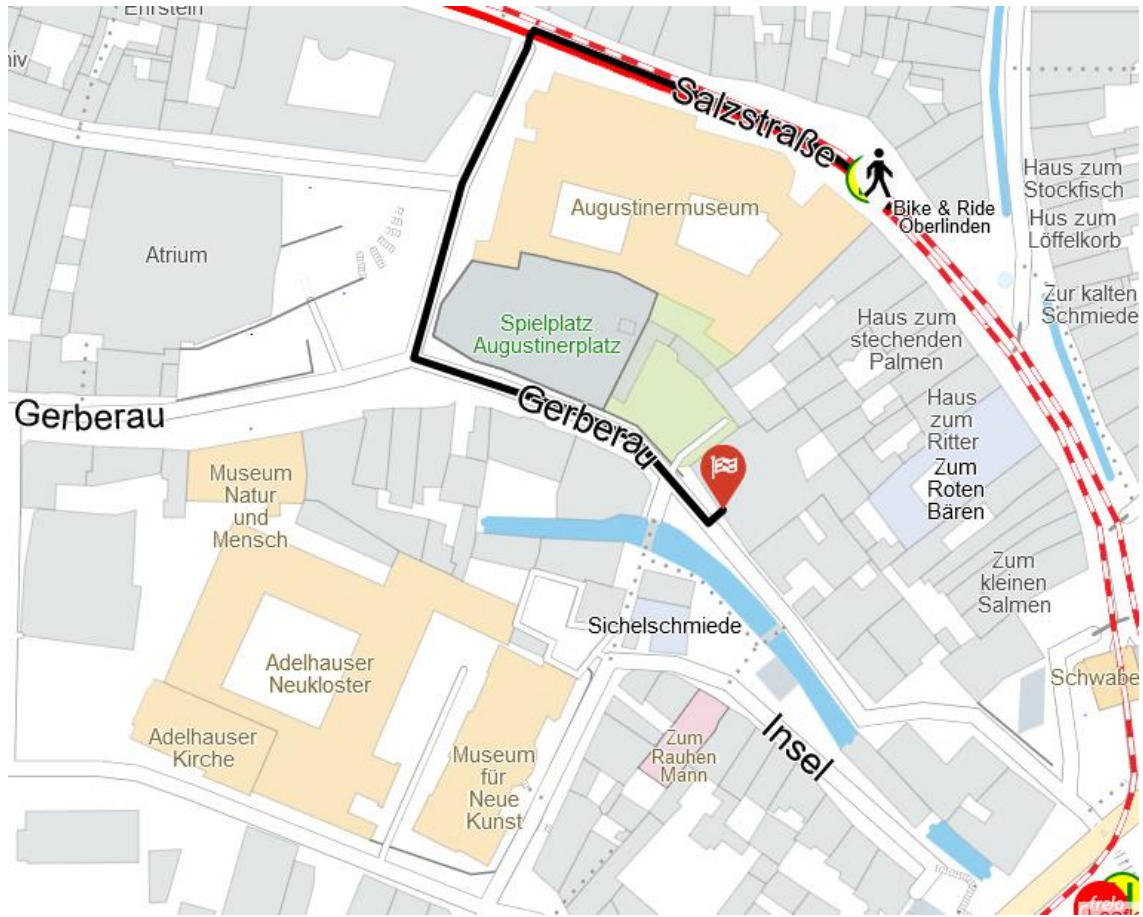 Salzstraße
Haus zum
Stockfisch
Bike & Ride
Oberlinden
Hus zum
Löffelkorb
Augustinermuseum
Atrium
Zur kalten
Schmiede
Spielplatz
Augustinerplatz
Haus zum
stechenden
Palmen
Gerberau
Gerberau
Haus
zum
Ritter
Zum
Roten
Bären
Museum
Natur
und
Mensch
Zum
kleinen
Salmen
Sichelschmiede
Adelhauser
Neukloster
Schwabe
Insel
Adelhauser
Kirche
Museum
für
Neue
Kunst
Zum
Rauhen
Mann
frelo